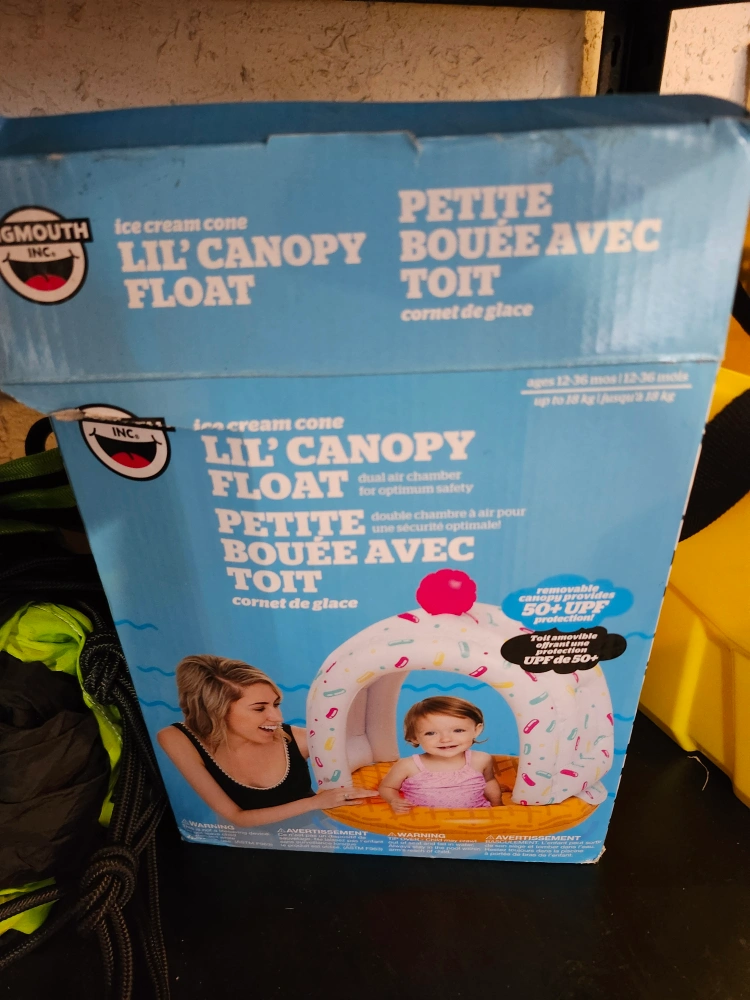 GMOUTH
INC.
ice cream cone
LIL' CANOPY
FLOAT
PETITE
BOUÉE AVEC
TOIT
cornet de glace
ages 12-36 mos | 12-36 mois
up to 18 kg | jusqu'à 18 kg
INC.
ice cream cone
LIL' CANOPY
FLOAT
dual air chamber
for optimum safety
PETITE
double chambre à air pour
une sécurité optimale!
BOUÉE AVEC
TOIT
cornet de glace
removable
canopy provides
50+ UPF
protection!
Toit amovible
offrant une
protection
UPF de 50+
⚠WARNING
⚠AVERTISSEMENT
⚠WARNING
⚠AVERTISSEMENT